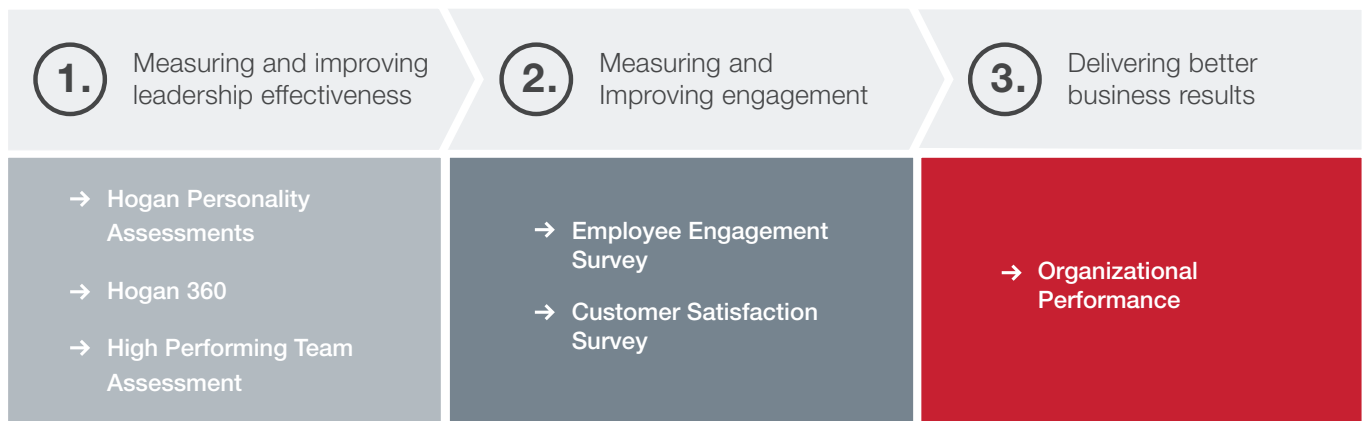 1.
Measuring and improving
leadership effectiveness
2.
Measuring and
Improving engagement
3.
Delivering better
business results
→ Hogan Personality
Assessments
→ Hogan 360
→ High Performing Team
Assessment
→ Employee Engagement
Survey
→ Customer Satisfaction
Survey
→ Organizational
Performance